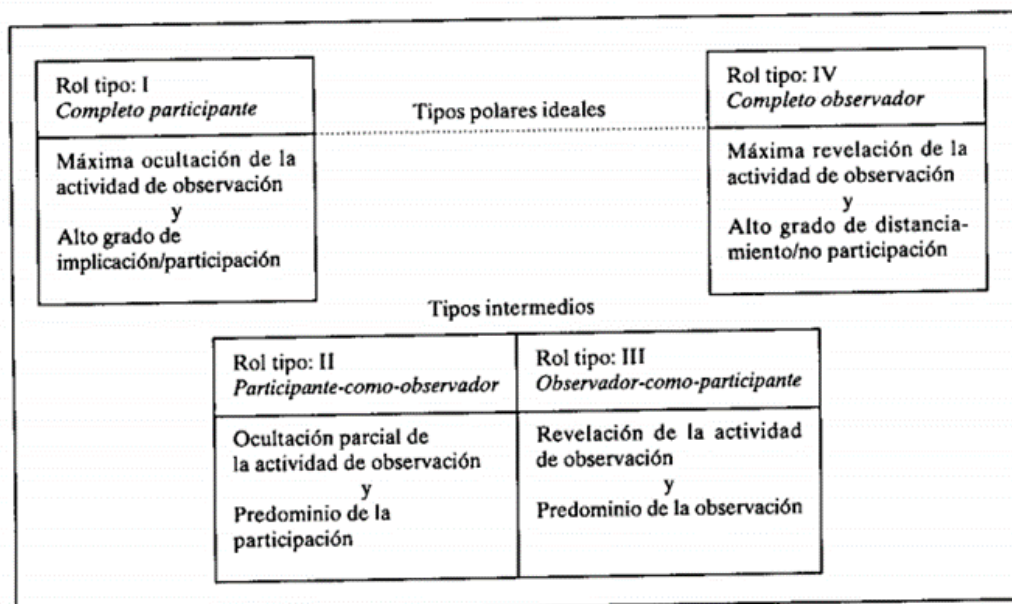 Rol tipo: I
Completo participante
Máxima ocultación de la
actividad de observación
y
Alto grado de
implicación/participación
Tipos polares ideales
Rol tipo: IV
Completo observador
Máxima revelación de la
actividad de observación
y
Alto grado de distancia-
miento/no participación
Tipos intermedios
Rol tipo: II
Participante-como-observador
Ocultación parcial de
la actividad de observación
y
Predominio de la
participación
Rol tipo: III
Observador-como-participante
Revelación de la actividad
de observación
y
Predominio de la observación